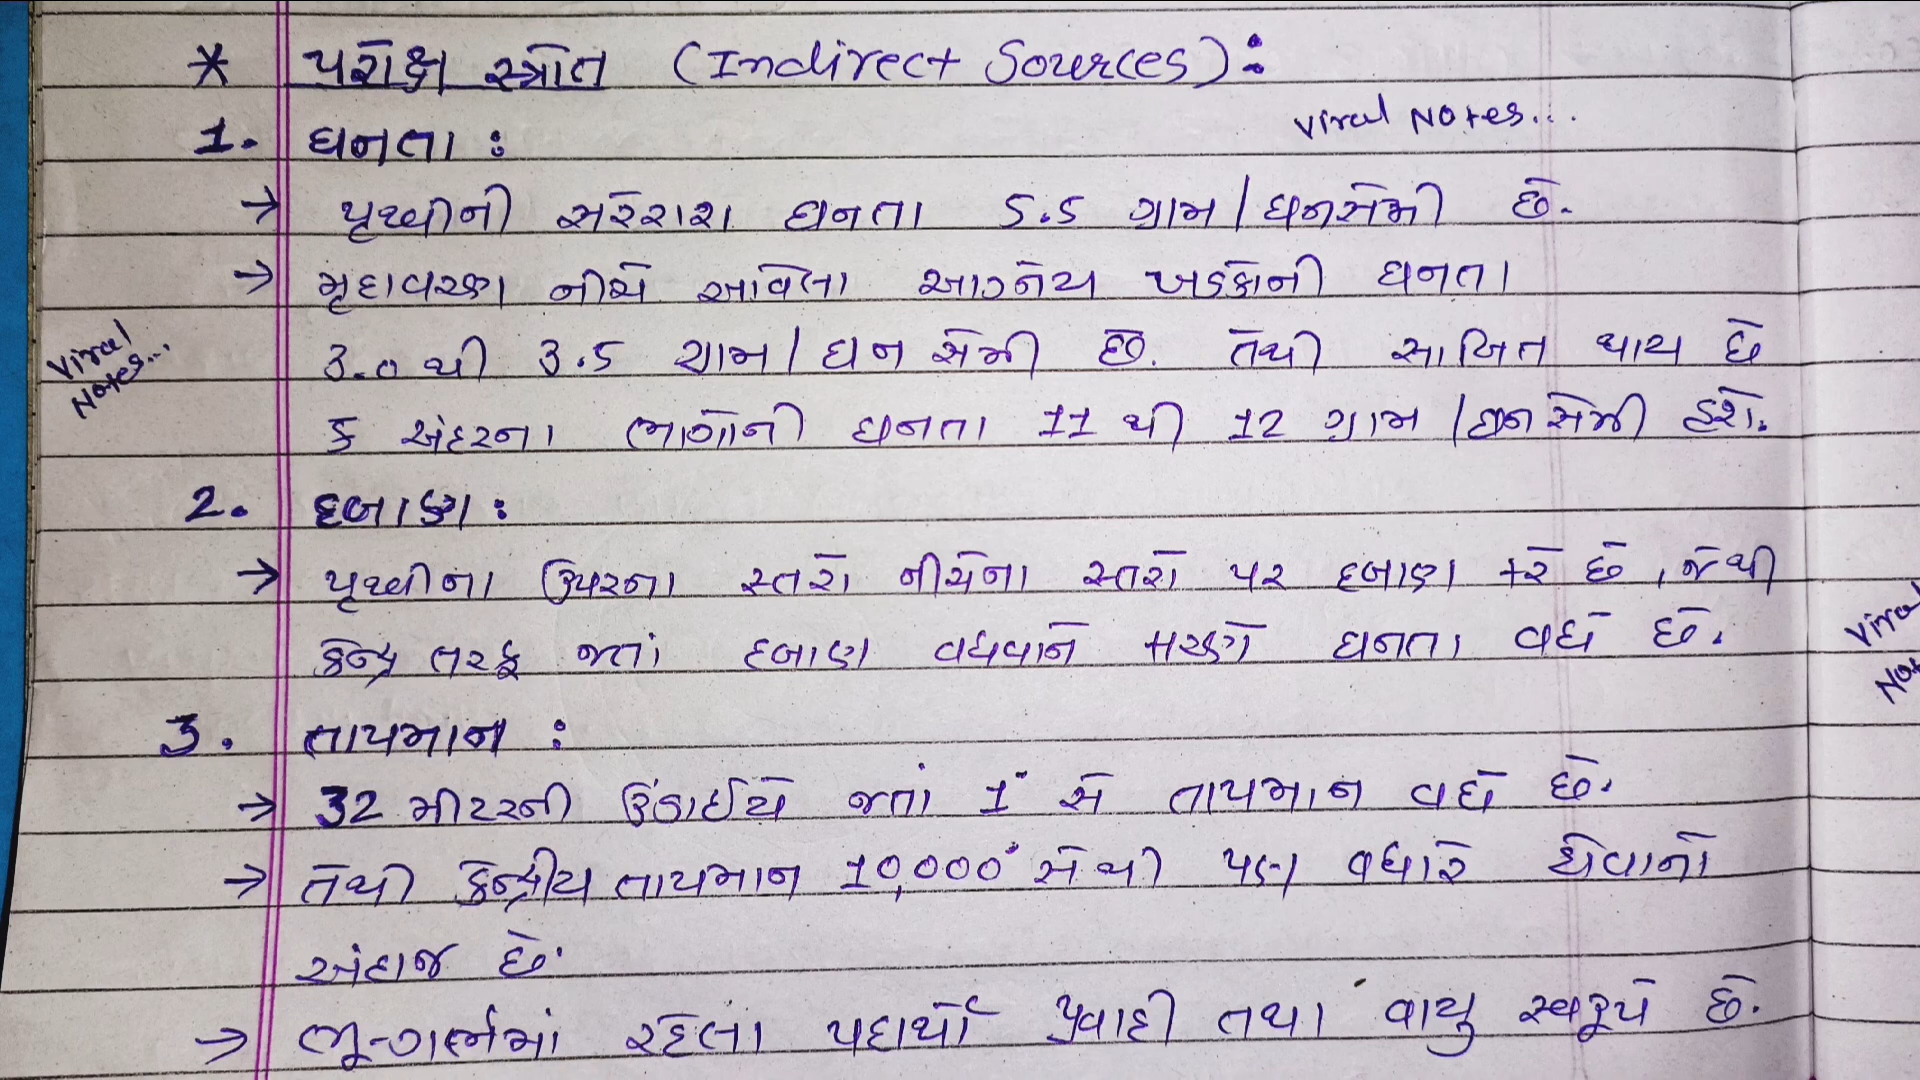 * પરોક્ષ સ્ત્રોત (Indirect Sources):
Viral Notes...
1. ઘનતા :
→ પૃથ્વીની સરેરાશ ઘનતા 5.5 ગ્રામ/ઘનસેમી છે.
→ મૃદાવરણ નીચે આવેલા આગ્નેય ખડકોની ઘનતા
3.0 થી 3.5 ગ્રામ/ઘન સેમી છે. તેથી સાબિત થાય છે
Viral
Notes...
કે અંદરના ભાગોની ઘનતા 11 થી 12 ગ્રામ/ઘન સેમી હશે.
2. દબાણ :
→ પૃથ્વીના ઉપરના સ્તરો નીચેના સ્તરો પર દબાણ કરે છે, જેથી
કેન્દ્ર તરફ જતાં દબાણ વધવાને કારણે ઘનતા વધે છે.
Viral
3. તાપમાન :
→ 32 મીટરની ઉંડાઈયે જતાં 1° સે તાપમાન વધે છે.
→ તેથી કેન્દ્રીય તાપમાન 10,000° સેથી પણ વધારે હોવાનો
અંદાજ છે.
→ ભૂ-ગર્ભમાં રહેલા પદાર્થો પ્રવાહી તથા વાયુ સ્વરૂપે છે.